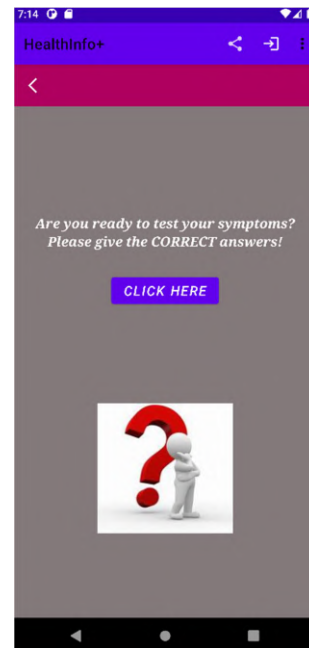 7:14
HealthInfo+
Are you ready to test your symptoms?
Please give the CORRECT answers!
CLICK HERE